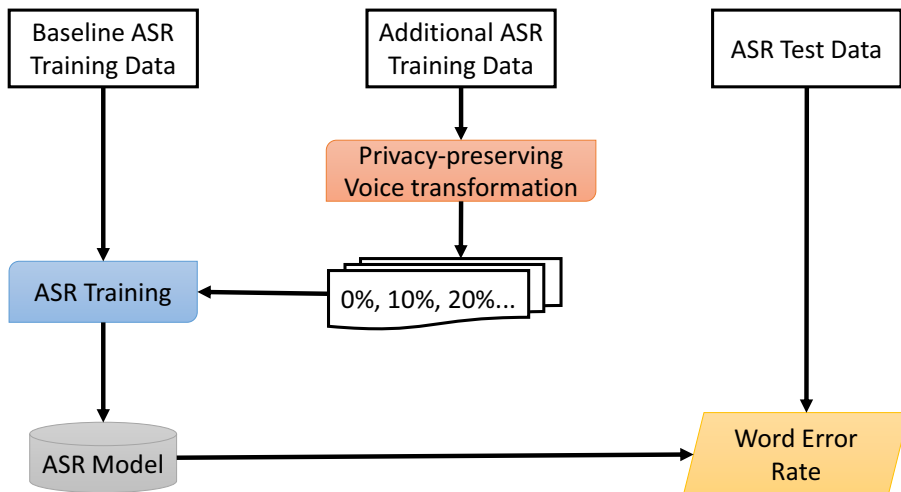 Baseline ASR
Training Data
Additional ASR
Training Data
ASR Test Data
Privacy-preserving
Voice transformation
ASR Training
0%, 10%, 20%...
ASR Model
Word Error
Rate